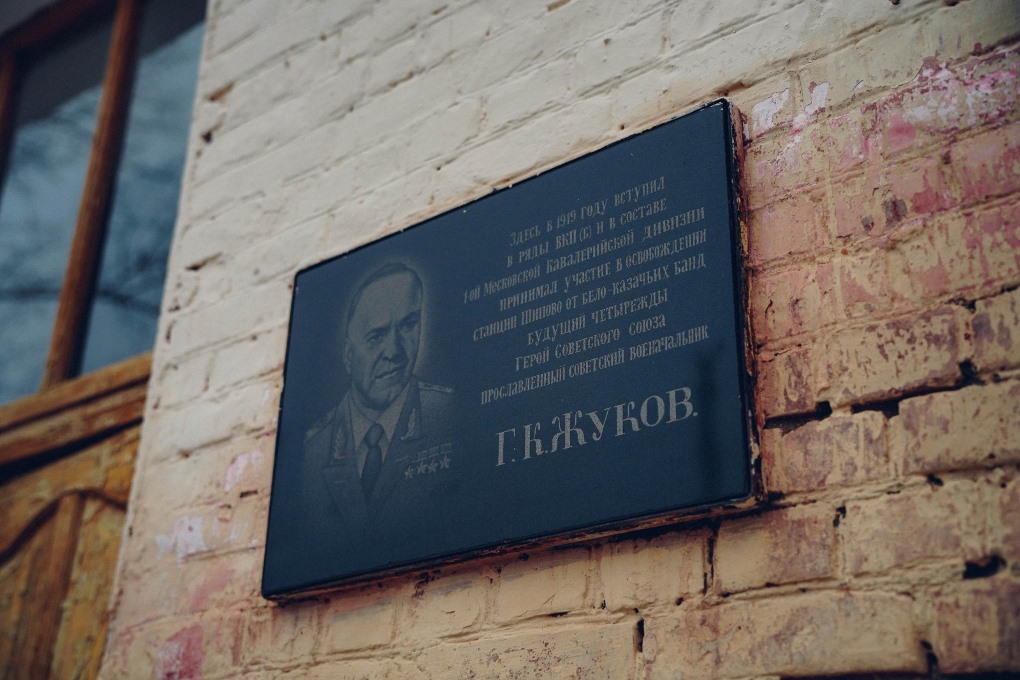 Здесь в 1919 году вступил
в ряды ВКП(б) и в составе
1-ой Московской Кавалерийской дивизии
принимал участие в освобождении
станции Шипово от бело-казачьих банд
будущий четырежды
Герой Советского Союза
прославленный советский военачальник
Г.К.Жуков.